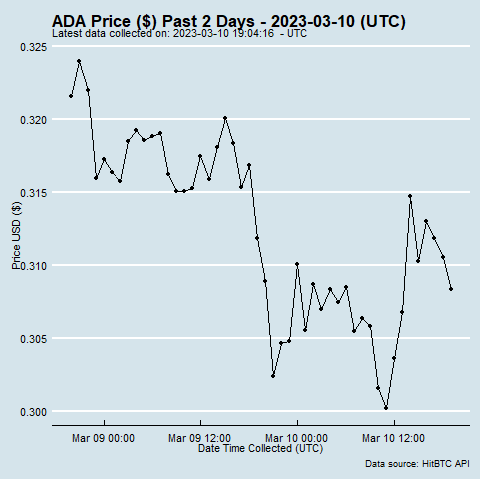 ADA Price ($) Past 2 Days - 2023-03-10 (UTC)
Latest data collected on: 2023-03-10 19:04:16 - UTC
0.325
0.320
0.315
0.310
0.305
0.300
Price USD ($)
Mar 09 00:00 Mar 09 12:00 Mar 10 00:00 Mar 10 12:00
Date Time Collected (UTC)
Data source: HitBTC API